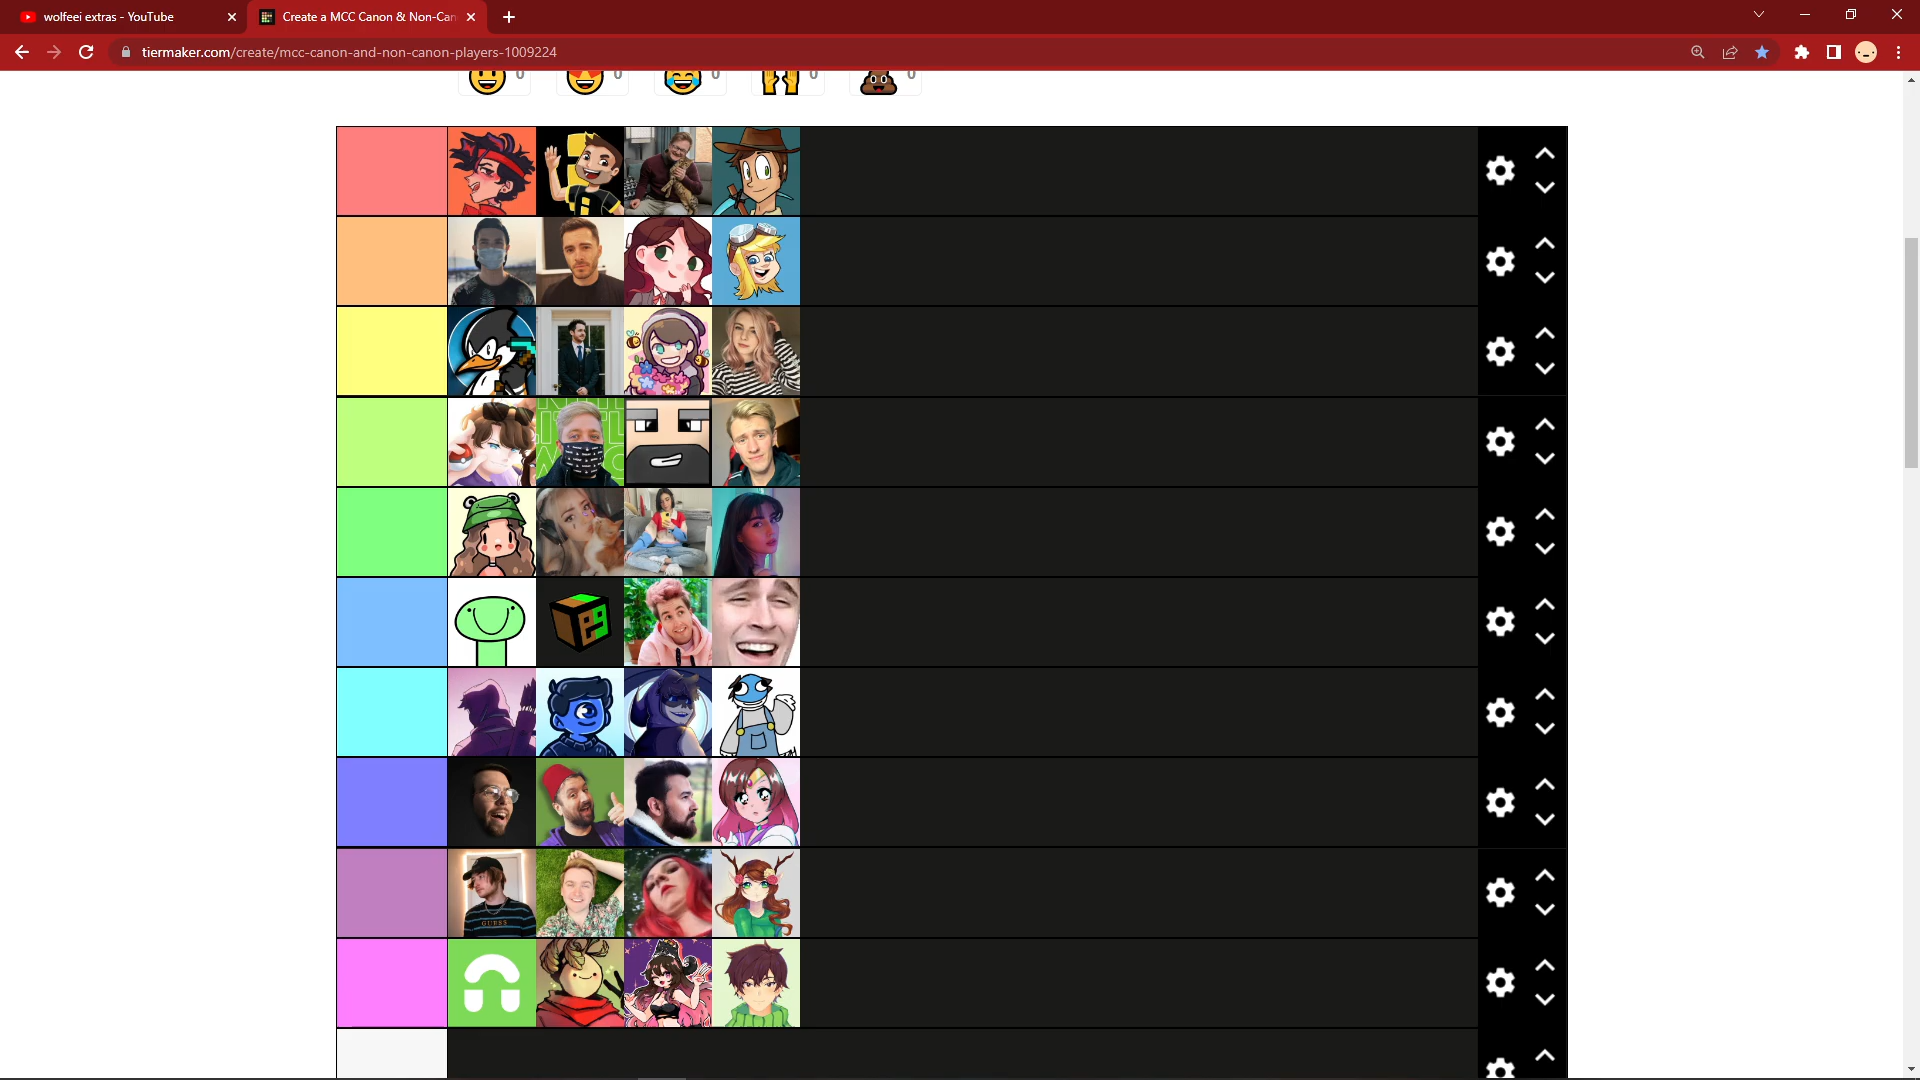 wolfeei extras - YouTube
Create a MCC Canon & Non-Can
tiermaker.com/create/mcc-canon-and-non-canon-players-1009224
0 0 0 0 0
GUESS